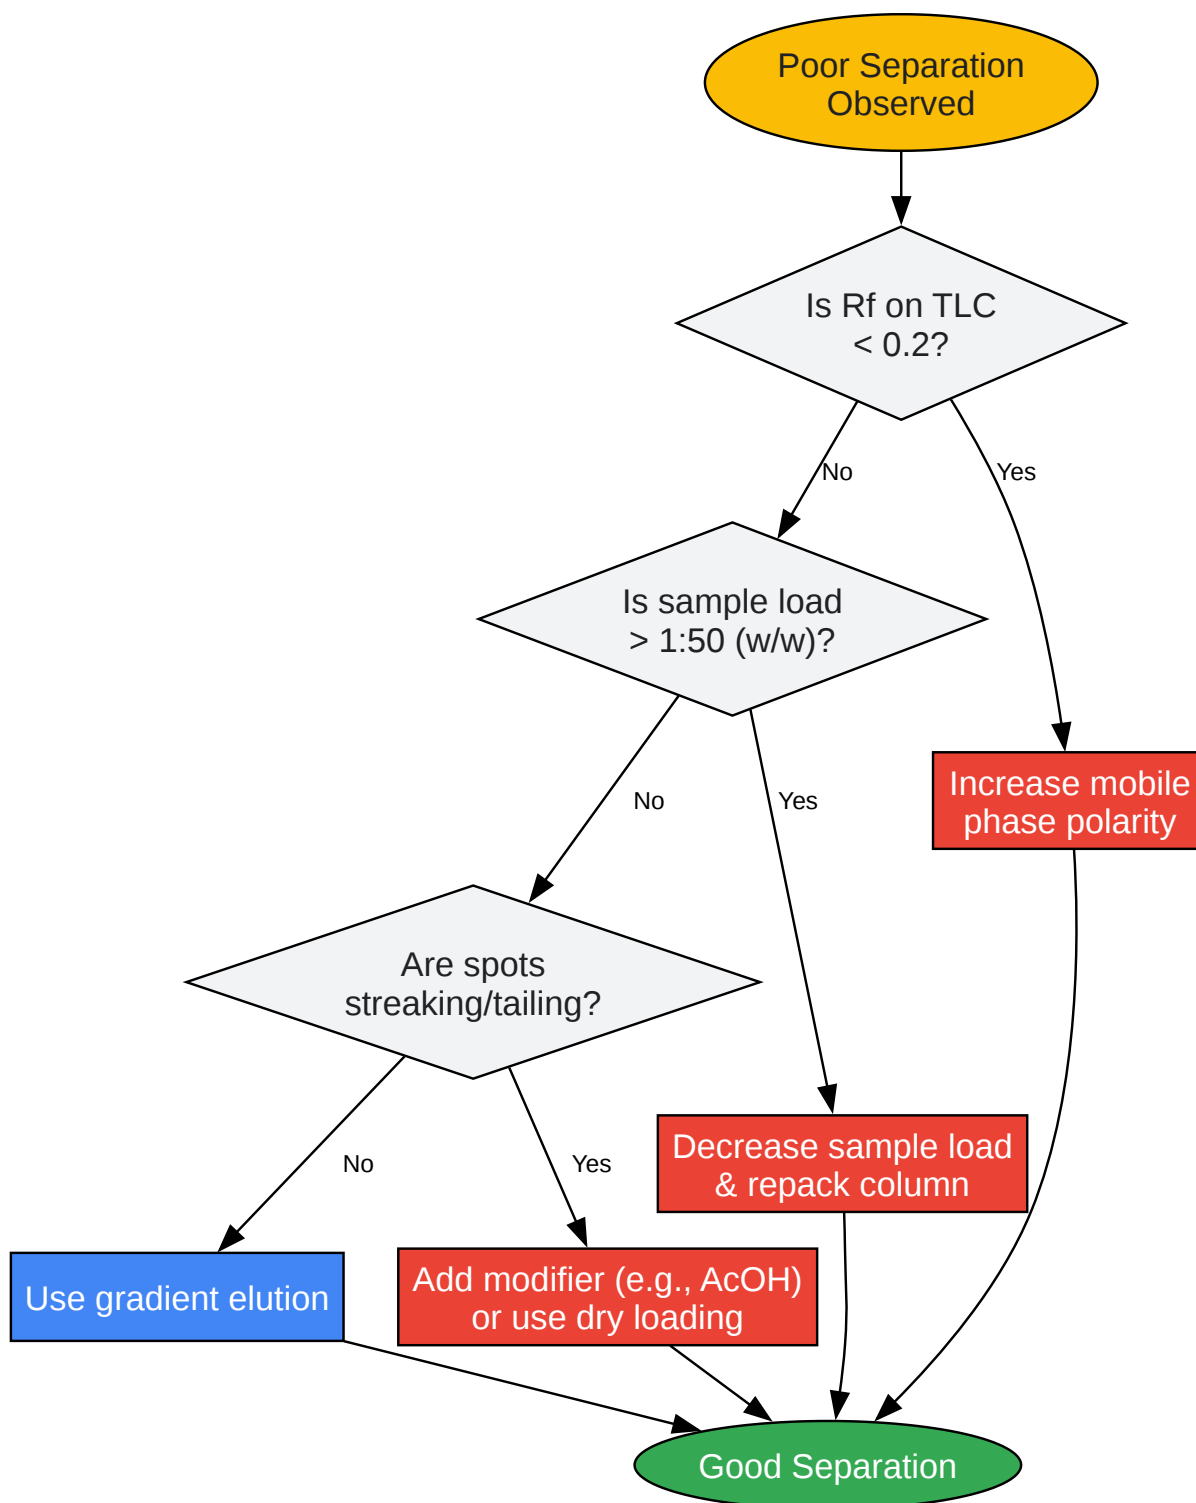 Poor Separation
Observed
Is Rf on TLC
< 0.2?
No
Yes
Is sample load
> 1:50 (w/w)?
Increase mobile
phase polarity
No
Yes
Are spots
streaking/tailing?
Decrease sample load
& repack column
No
Yes
Use gradient elution
Add modifier (e.g., AcOH)
or use dry loading
Good Separation